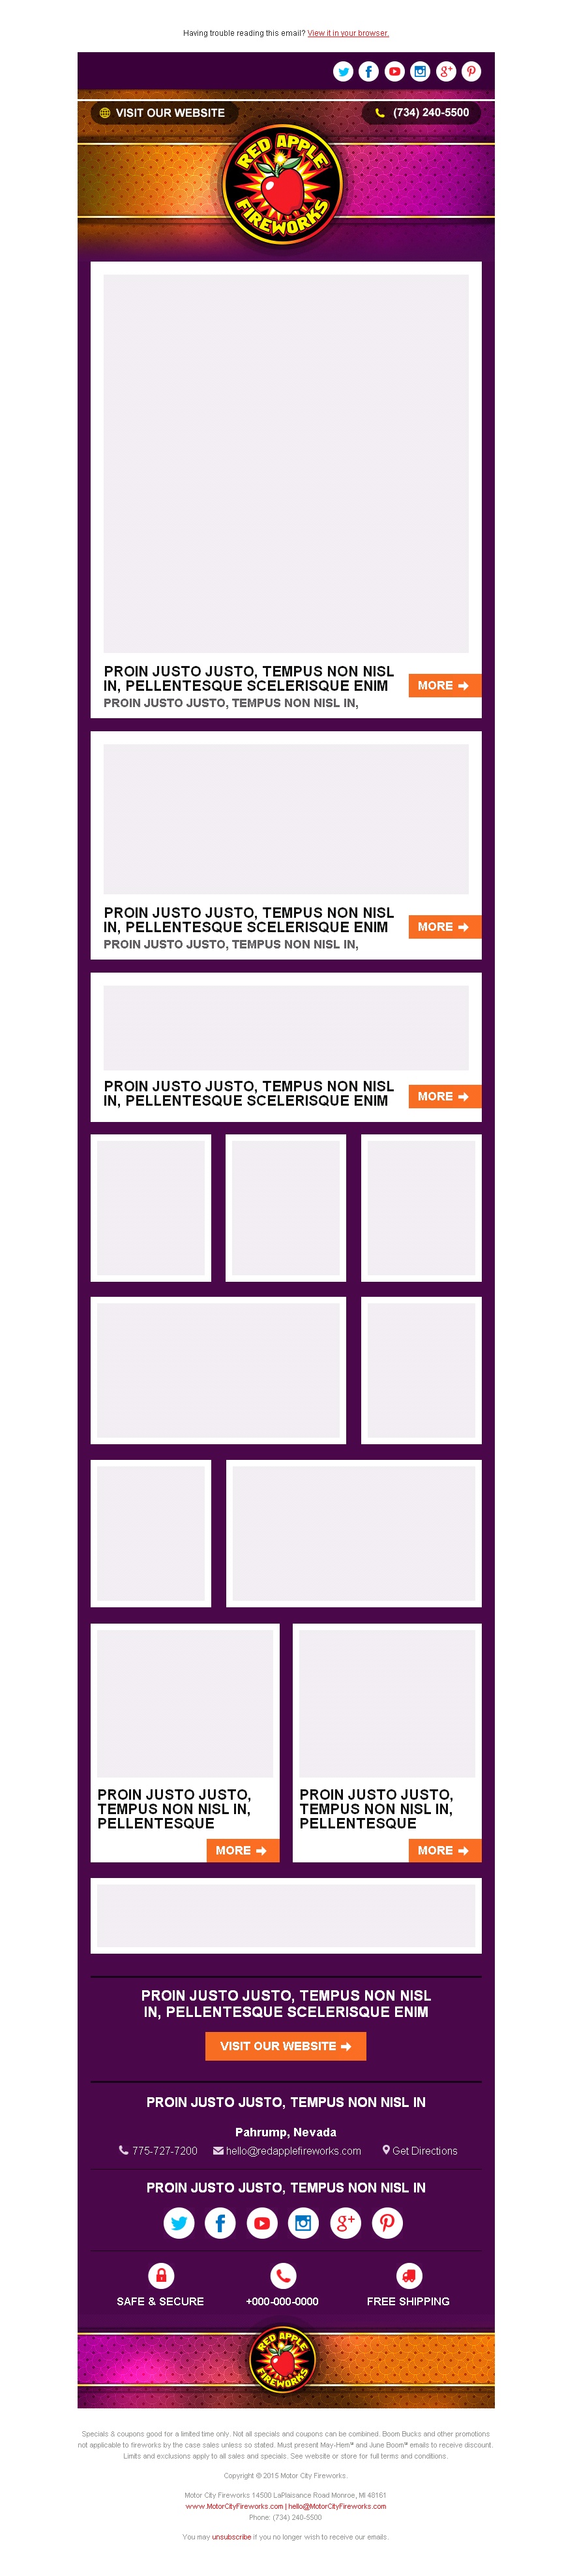 Having trouble reading this email? View it in your browser.
VISIT OUR WEBSITE
(734) 240-5500
RED APPLE
FIREWORKS
PROIN JUSTO JUSTO, TEMPUS NON NISL
IN, PELLENTESQUE SCELERISQUE ENIM
PROIN JUSTO JUSTO, TEMPUS NON NISL IN,
MORE
PROIN JUSTO JUSTO, TEMPUS NON NISL
IN, PELLENTESQUE SCELERISQUE ENIM
PROIN JUSTO JUSTO, TEMPUS NON NISL IN,
MORE
PROIN JUSTO JUSTO, TEMPUS NON NISL
IN, PELLENTESQUE SCELERISQUE ENIM
MORE
PROIN JUSTO JUSTO,
TEMPUS NON NISL IN,
PELLENTESQUE
MORE
PROIN JUSTO JUSTO,
TEMPUS NON NISL IN,
PELLENTESQUE
MORE
PROIN JUSTO JUSTO, TEMPUS NON NISL
IN, PELLENTESQUE SCELERISQUE ENIM
VISIT OUR WEBSITE
PROIN JUSTO JUSTO, TEMPUS NON NISL IN
Pahrump, Nevada
775-727-7200 hello@redapplefireworks.com Get Directions
PROIN JUSTO JUSTO, TEMPUS NON NISL IN
SAFE & SECURE
+000-000-0000
FREE SHIPPING
RED APPLE
FIREWORKS
Specials & coupons good for a limited time only. Not all specials and coupons can be combined. Boom Bucks and other promotions
not applicable to fireworks by the case sales unless so stated. Must present May-Hem℠ and June Boom℠ emails to receive discount.
Limits and exclusions apply to all sales and specials. See website or store for full terms and conditions.
Copyright © 2015 Motor City Fireworks.
Motor City Fireworks 14500 LaPlaisance Road Monroe, MI 48161
www.MotorCityFireworks.com | hello@MotorCityFireworks.com
Phone: (734) 240-5500
You may unsubscribe if you no longer wish to receive our emails.